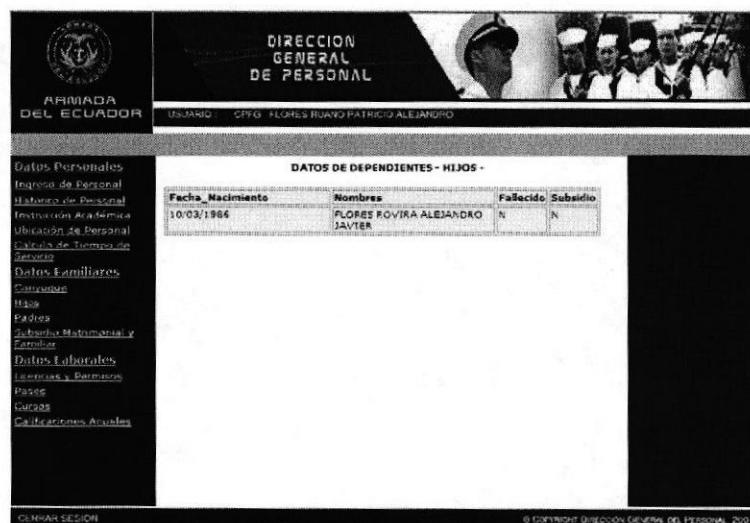 DIRECCION
GENERAL
DE PERSONAL
ARMADA
DEL ECUADOR
USUARIO : CPFG FLORES RUANO PATRICIO ALEJANDRO
Datos Personales
Ingreso de Personal
Historico de Personal
Instrucción Académica
Ubicación de Personal
Calculo de Tiempo de
Servicio
Datos Familiares
Conyugue
Hijos
Padres
Subsidio Matrimonial y
Familiar
Datos Laborales
Licencias y Permisos
Pases
Cursos
Calificaciones Anuales
DATOS DE DEPENDIENTES - HIJOS -
Fecha_Nacimiento Nombres Fallecido Subsidio
10/03/1986 FLORES ROVIRA ALEJANDRO JAVIER N N
CERRAR SESION
© COPYRIGHT DIRECCIÓN GENERAL DEL PERSONAL